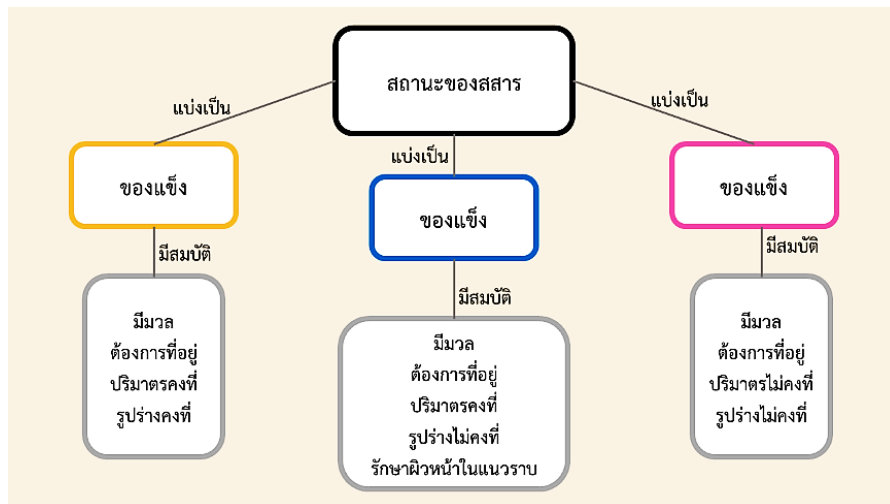 สถานะของสสาร
แบ่งเป็น
แบ่งเป็น
แบ่งเป็น
ของแข็ง
ของแข็ง
ของแข็ง
มีสมบัติ
มีสมบัติ
มีสมบัติ
มีมวล
ต้องการที่อยู่
ปริมาตรคงที่
รูปร่างคงที่
มีมวล
ต้องการที่อยู่
ปริมาตรคงที่
รูปร่างไม่คงที่
รักษาผิวหน้าในแนวราบ
มีมวล
ต้องการที่อยู่
ปริมาตรไม่คงที่
รูปร่างไม่คงที่